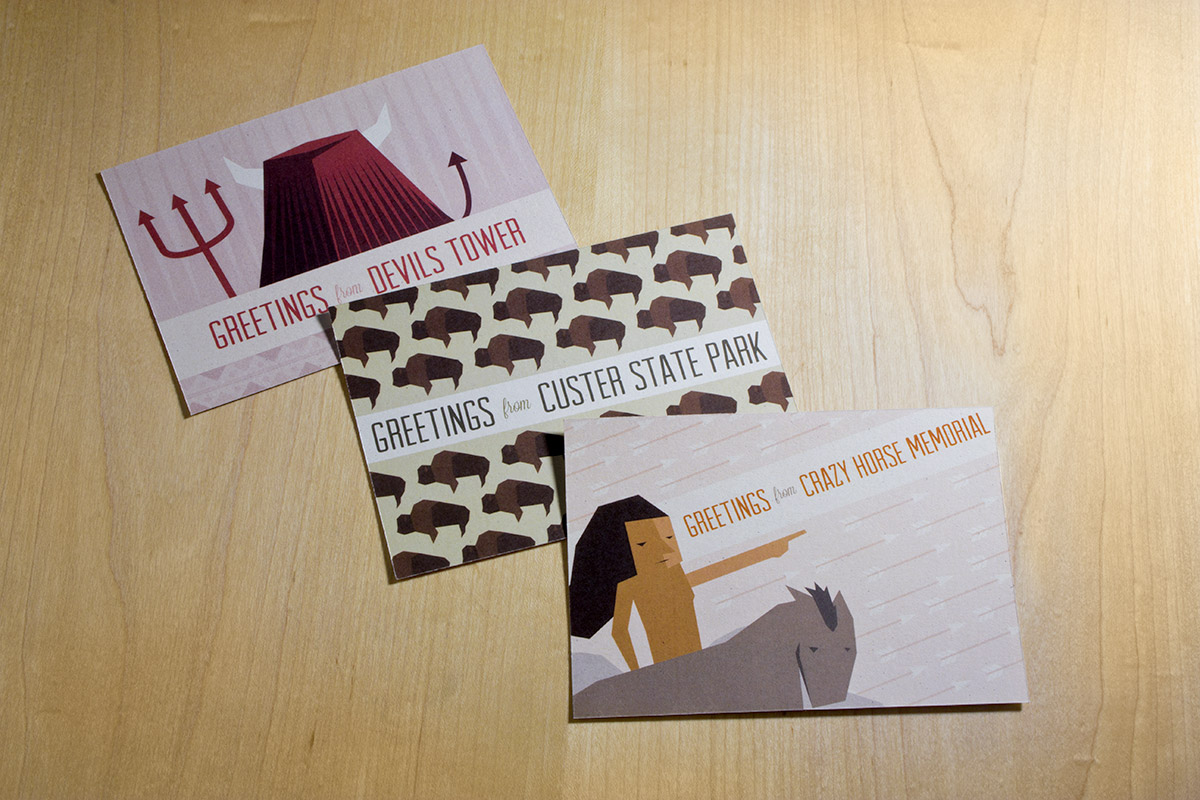 GREETINGS from DEVILS TOWER
GREETINGS from CUSTER STATE PARK
GREETINGS from CRAZY HORSE MEMORIAL